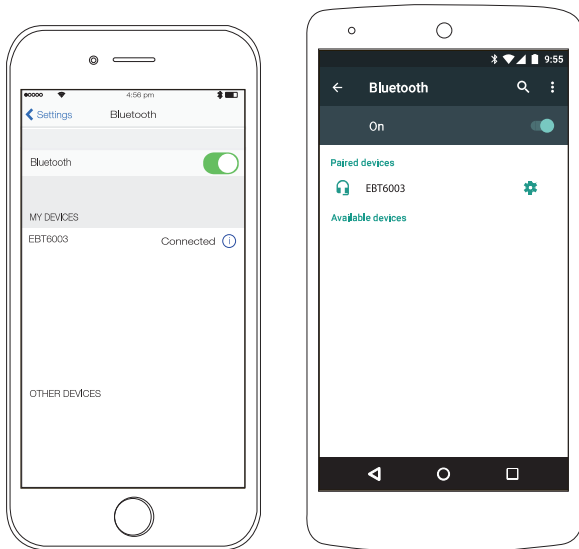 4:56 pm
Settings
Bluetooth
Bluetooth
MY DEVICES
EBT6003 Connected
OTHER DEVICES
9:55
Bluetooth
On
Paired devices
EBT6003
Available devices